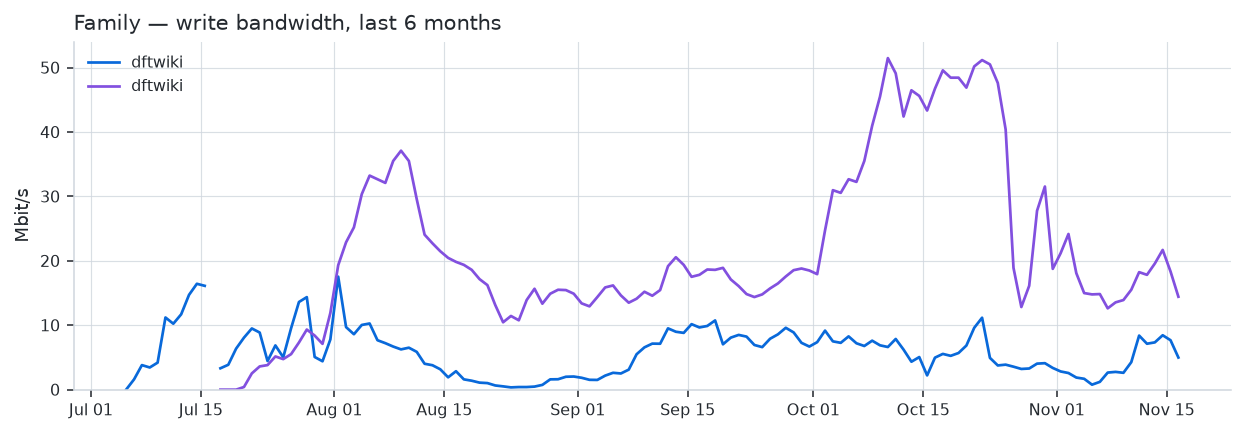 Family — write bandwidth, last 6 months
dftwiki
dftwiki
Mbit/s
50
40
30
20
10
0
Jul 01 Jul 15 Aug 01 Aug 15 Sep 01 Sep 15 Oct 01 Oct 15 Nov 01 Nov 15